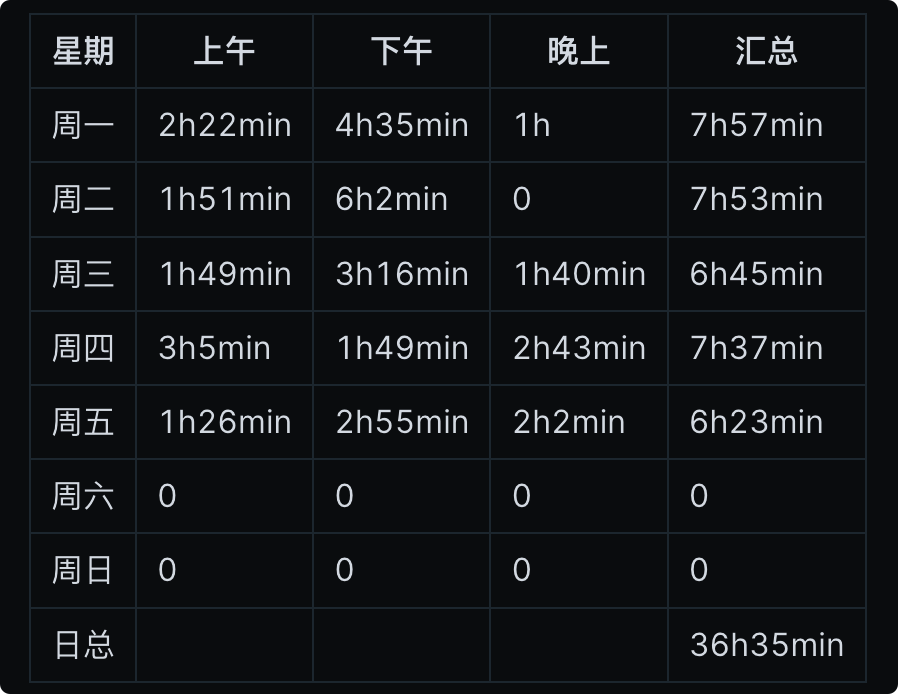 星期 上午 下午 晚上 汇总
周一 2h22min 4h35min 1h 7h57min
周二 1h51min 6h2min 0 7h53min
周三 1h49min 3h16min 1h40min 6h45min
周四 3h5min 1h49min 2h43min 7h37min
周五 1h26min 2h55min 2h2min 6h23min
周六 0 0 0 0
周日 0 0 0 0
日总 36h35min